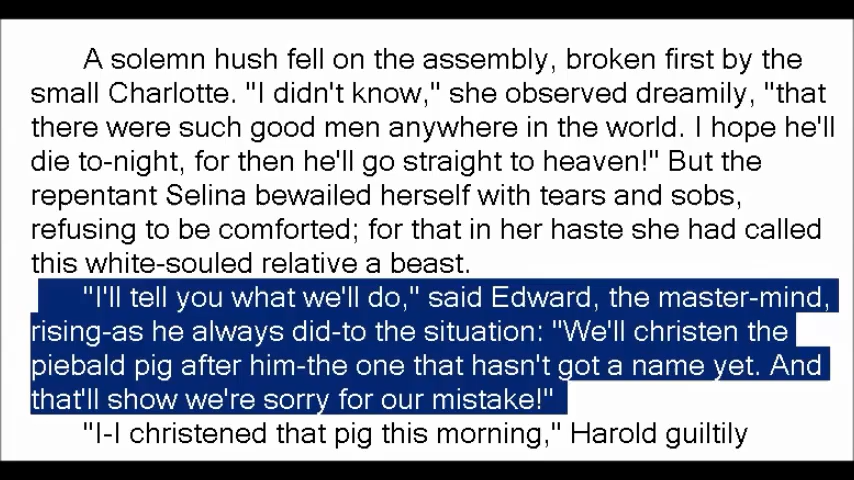 A solemn hush fell on the assembly, broken first by the
small Charlotte. "I didn't know," she observed dreamily, "that
there were such good men anywhere in the world. I hope he'll
die to-night, for then he'll go straight to heaven!" But the
repentant Selina bewailed herself with tears and sobs,
refusing to be comforted; for that in her haste she had called
this white-souled relative a beast.
"I'll tell you what we'll do," said Edward, the master-mind,
rising-as he always did-to the situation: "We'll christen the
piebald pig after him-the one that hasn't got a name yet. And
that'll show we're sorry for our mistake!"
"I-I christened that pig this morning," Harold guiltily